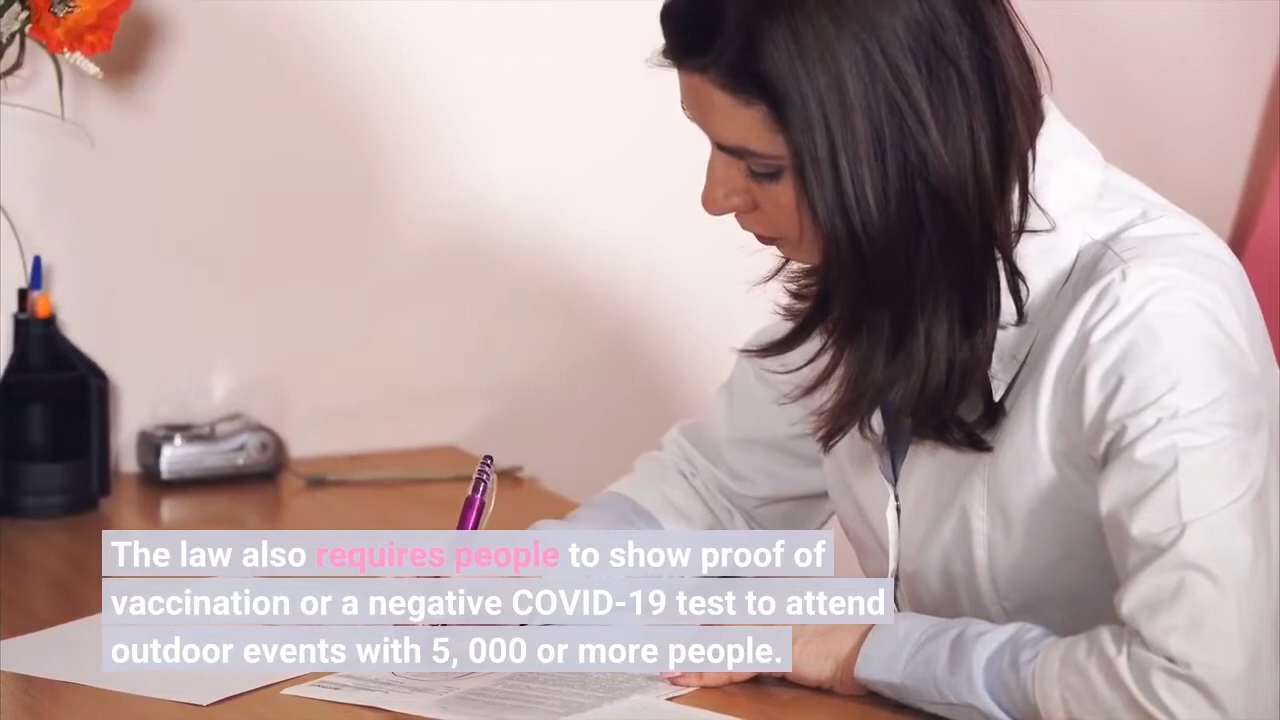 The law also requires people to show proof of
vaccination or a negative COVID-19 test to attend
outdoor events with 5, 000 or more people.